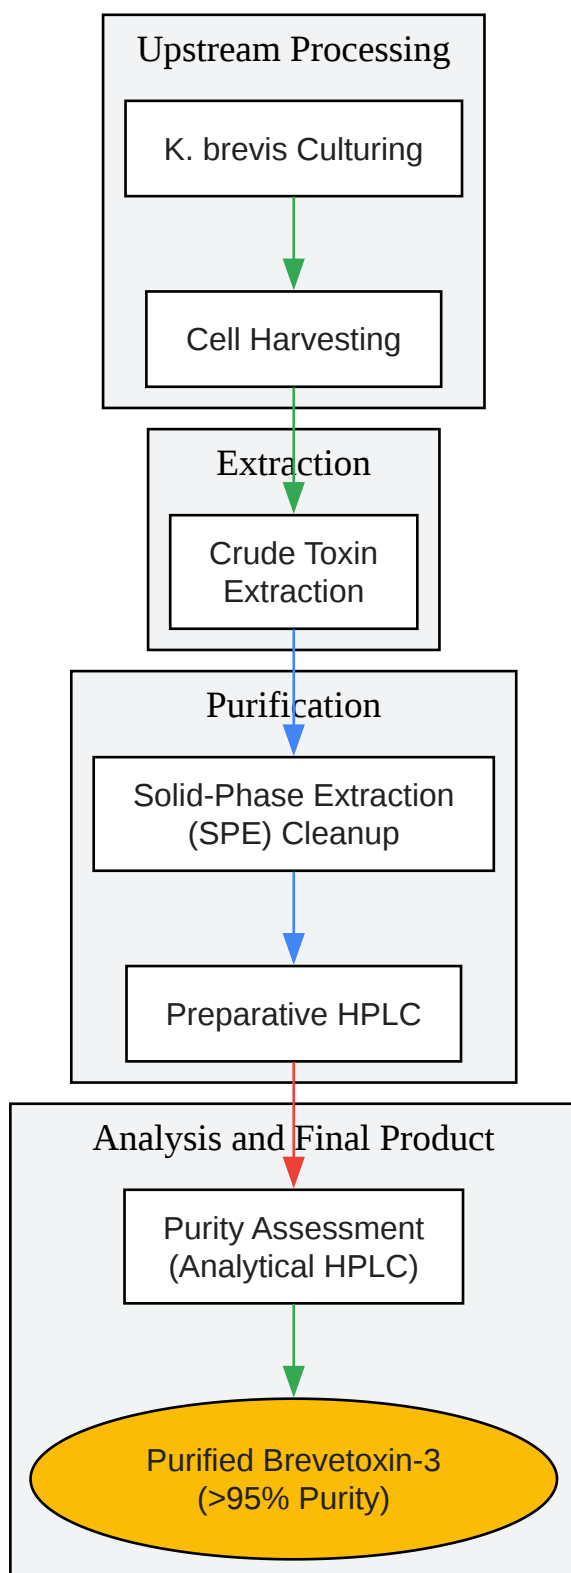 Upstream Processing
K. brevis Culturing
Cell Harvesting
Extraction
Crude Toxin
Extraction
Purification
Solid-Phase Extraction
(SPE) Cleanup
Preparative HPLC
Analysis and Final Product
Purity Assessment
(Analytical HPLC)
Purified Brevetoxin-3
(>95% Purity)